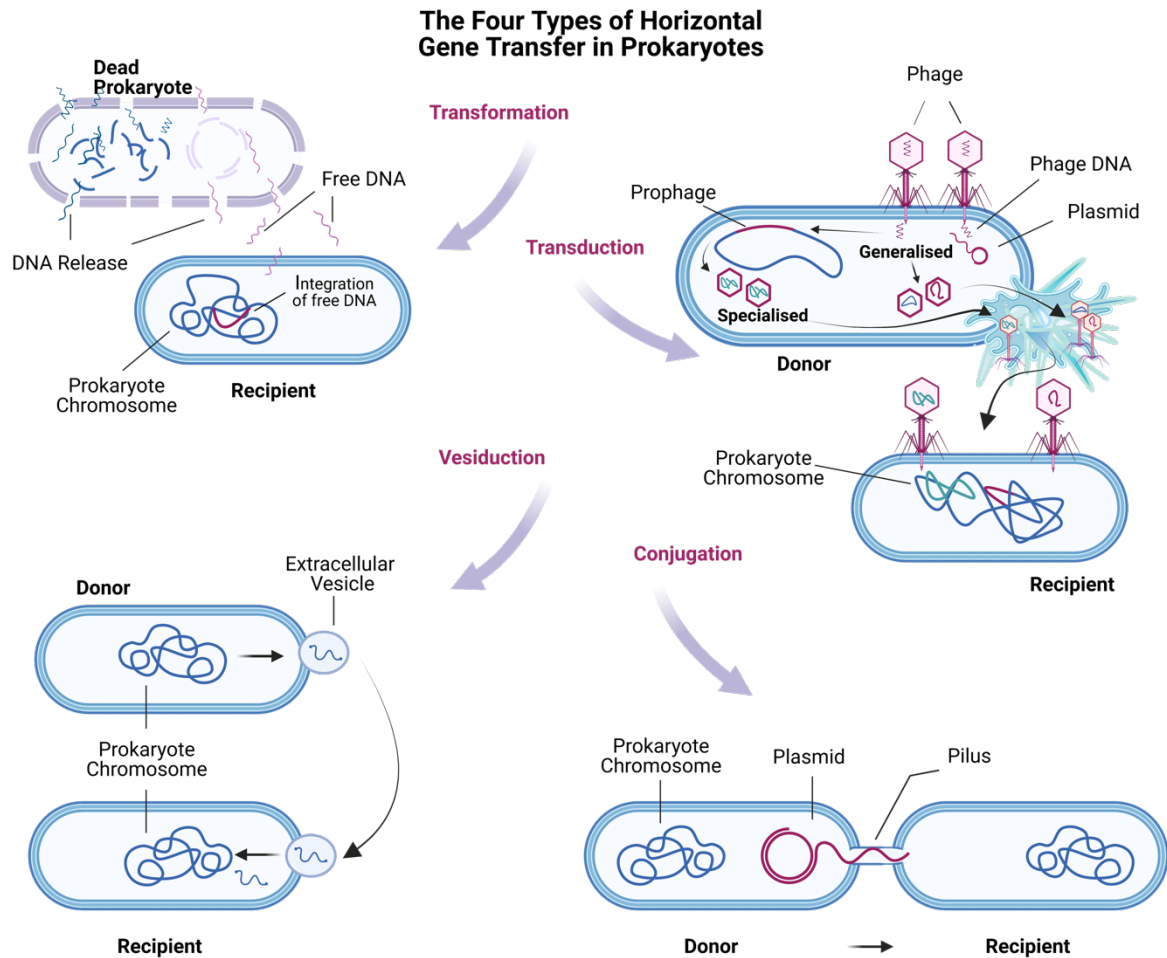 The Four Types of Horizontal
Gene Transfer in Prokaryotes
Dead
Prokaryote
Transformation
Free DNA
DNA Release
Integration
of free DNA
Prokaryote
Chromosome
Recipient
Transduction
Phage
Phage DNA
Prophage
Plasmid
Generalised
Specialised
Donor
Prokaryote
Chromosome
Recipient
Vesiduction
Donor
Extracellular
Vesicle
Prokaryote
Chromosome
Recipient
Conjugation
Prokaryote
Chromosome
Plasmid
Pilus
Donor
Recipient